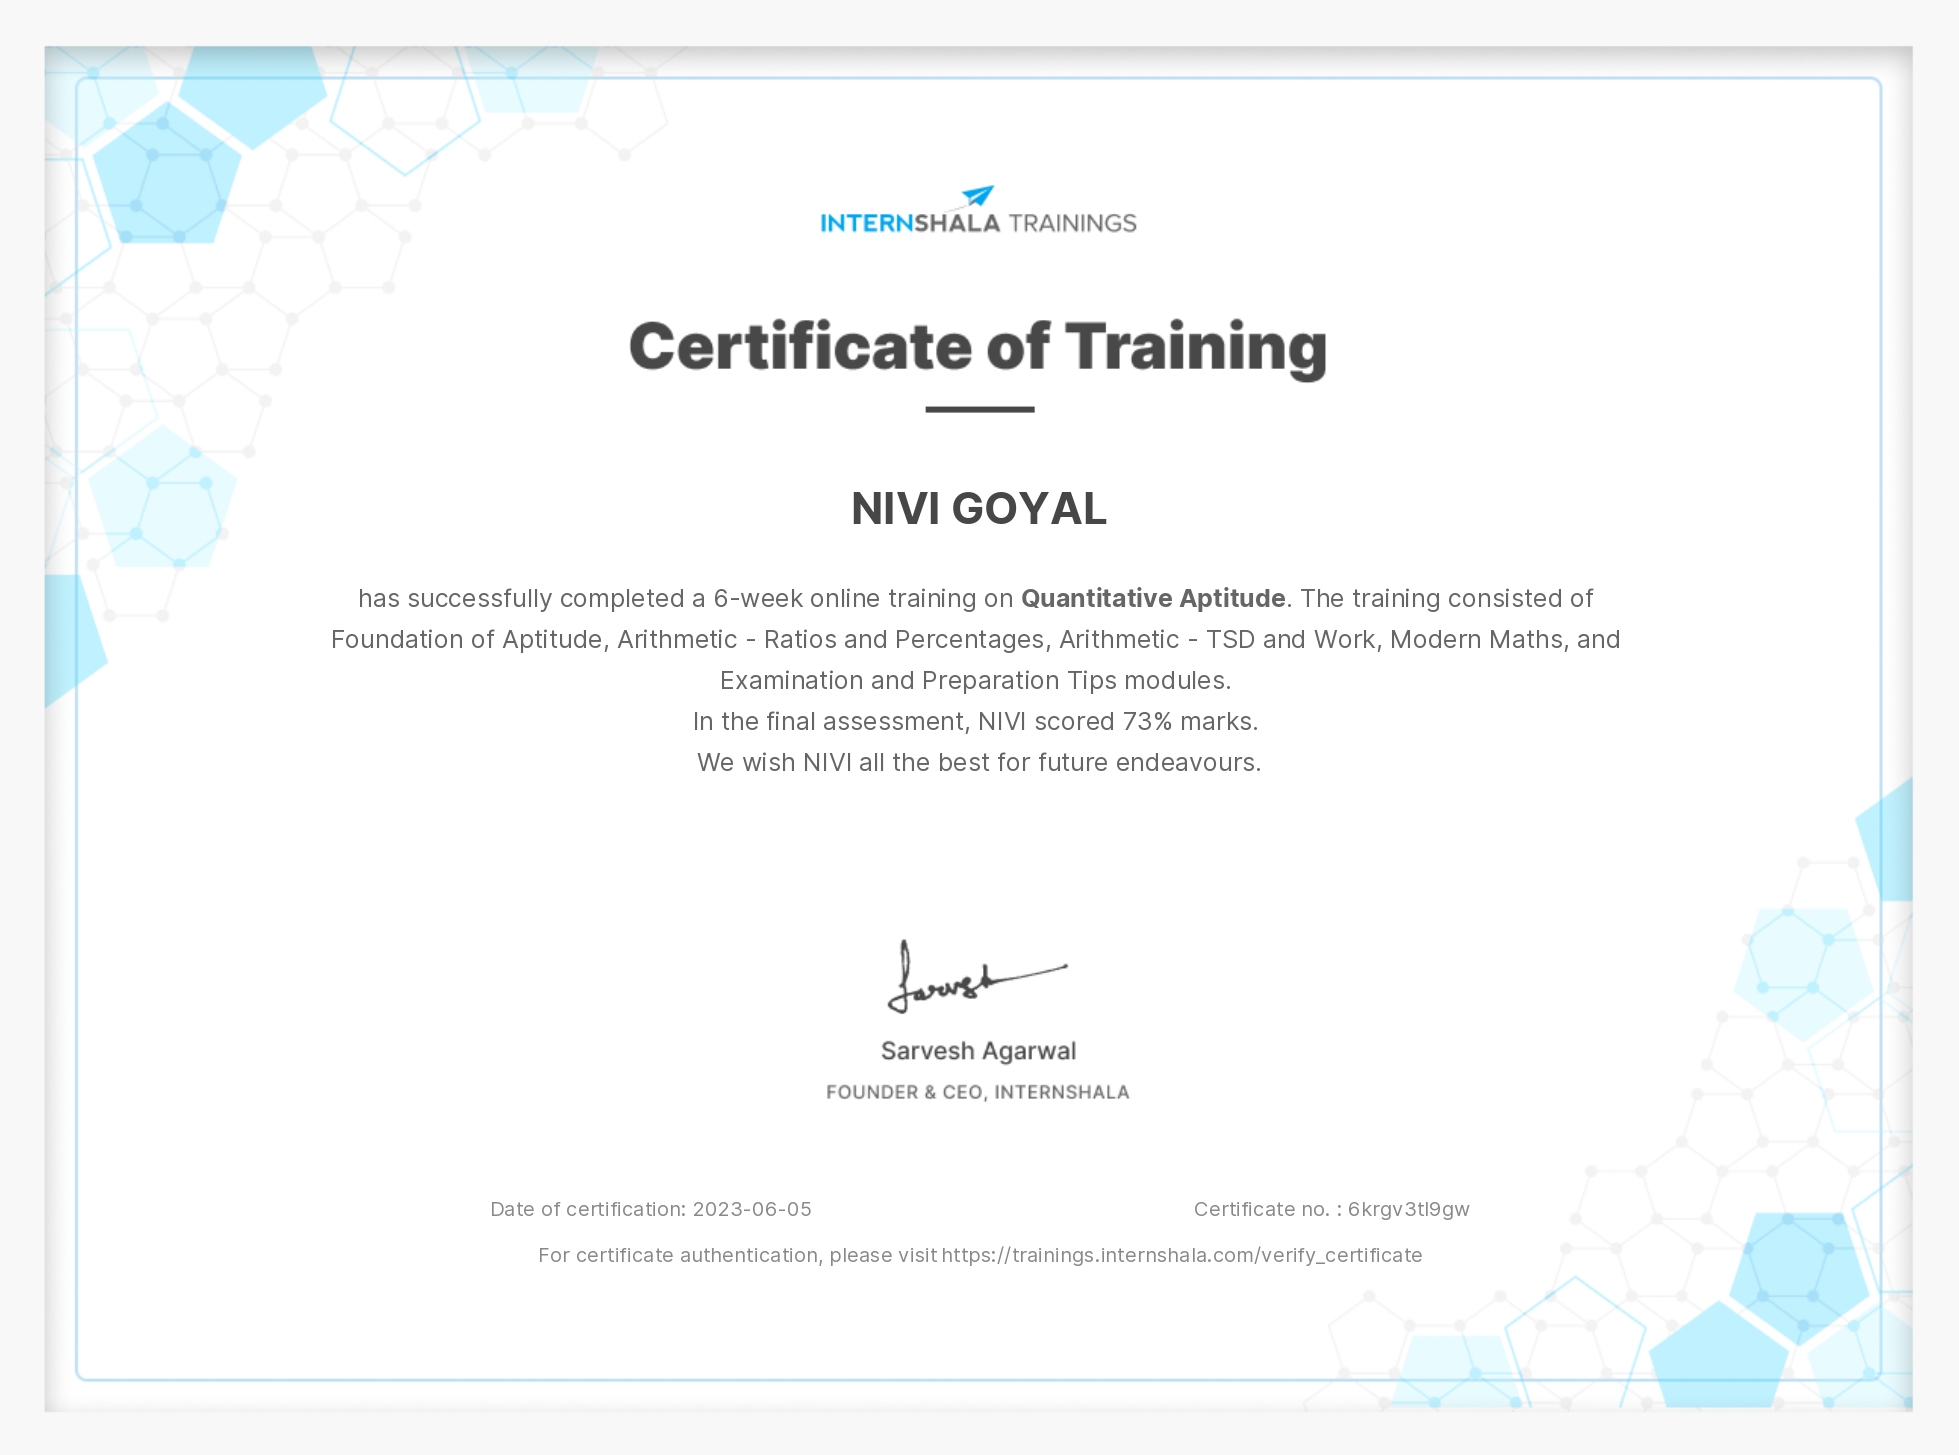 INTERNSHALA TRAININGS
Certificate of Training
NIVI GOYAL
has successfully completed a 6-week online training on Quantitative Aptitude. The training consisted of
Foundation of Aptitude, Arithmetic - Ratios and Percentages, Arithmetic - TSD and Work, Modern Maths, and
Examination and Preparation Tips modules.
In the final assessment, NIVI scored 73% marks.
We wish NIVI all the best for future endeavours.
Sarvesh
Sarvesh Agarwal
FOUNDER & CEO, INTERNSHALA
Date of certification: 2023-06-05
Certificate no. : 6krgv3tl9gw
For certificate authentication, please visit https://trainings.internshala.com/verify_certificate